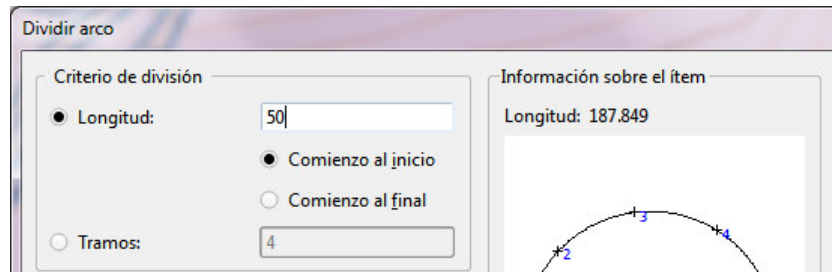 Dividir arco
Criterio de división
Longitud: 50
Comienzo al inicio
Comienzo al final
Tramos: 4
Información sobre el ítem
Longitud: 187.849
3
4
2